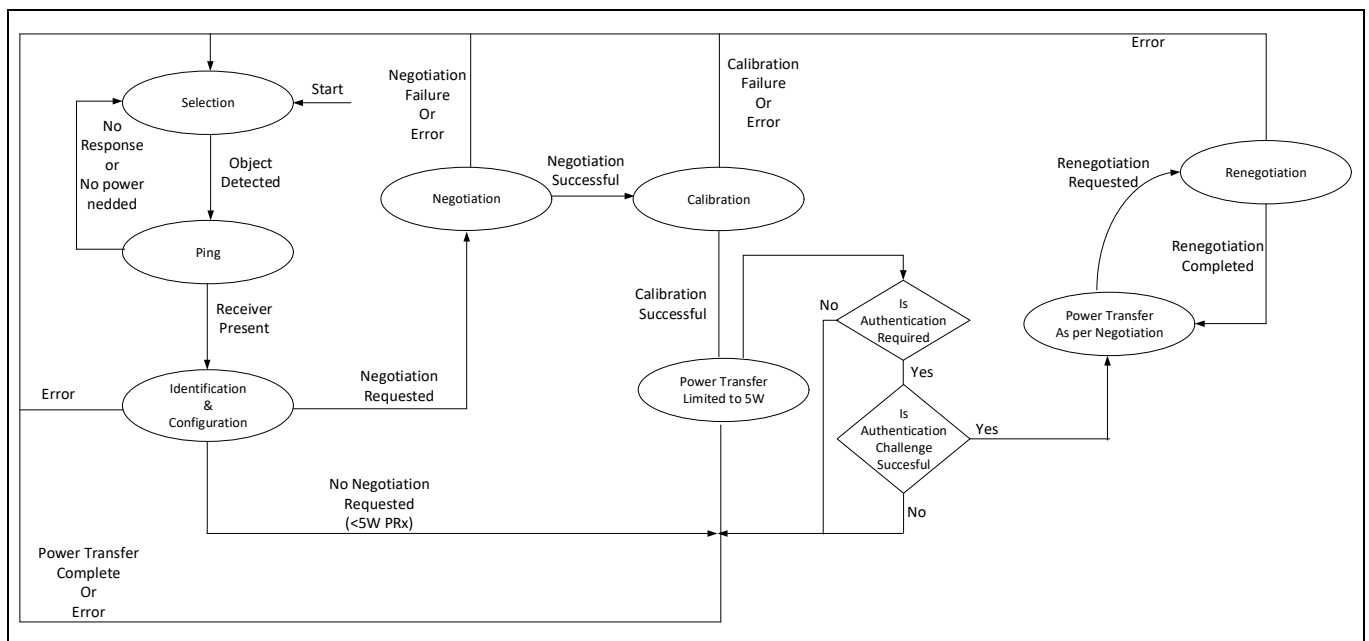 Error
Start
Selection
No
Response
or
No power
nedded
Object
Detected
Negotiation
Failure
Or
Error
Calibration
Failure
Or
Error
Negotiation
Successful
Negotiation
Calibration
Renegotiation
Requested
Renegotiation
Ping
Receiver
Present
Calibration
Successful
Renegotiation
Completed
No
Is
Authentication
Required
Power Transfer
As per Negotiation
Yes
Error
Identification
&
Configuration
Negotiation
Requested
Power Transfer
Limited to 5W
Is
Authentication
Challenge
Succesful
Yes
No
No Negotiation
Requested
(<5W PRx)
Power Transfer
Complete
Or
Error